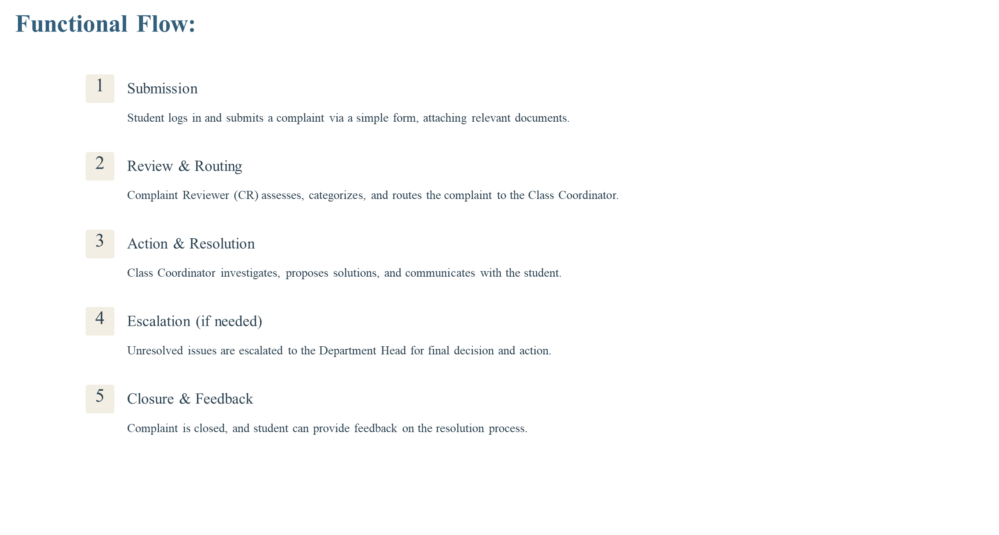 Functional Flow:
1
Submission
Student logs in and submits a complaint via a simple form, attaching relevant documents.
2
Review & Routing
Complaint Reviewer (CR) assesses, categorizes, and routes the complaint to the Class Coordinator.
3
Action & Resolution
Class Coordinator investigates, proposes solutions, and communicates with the student.
4
Escalation (if needed)
Unresolved issues are escalated to the Department Head for final decision and action.
5
Closure & Feedback
Complaint is closed, and student can provide feedback on the resolution process.